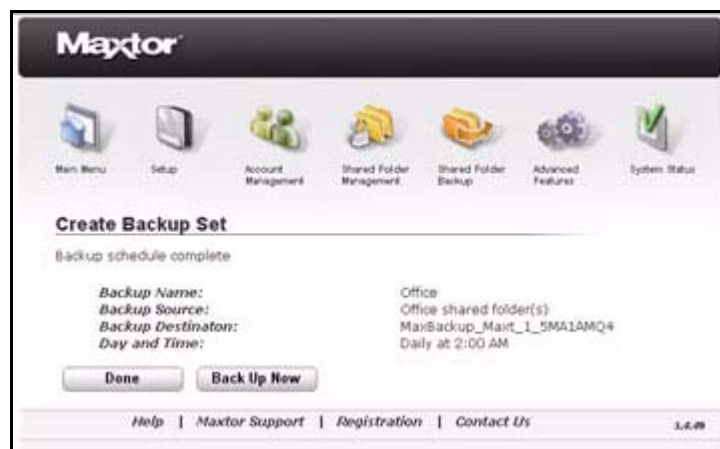 Maxtor
Main Menu
Setup
Account Management
Shared Folder Management
Shared Folder Backup
Advanced Features
System Status
Create Backup Set
Backup schedule complete
Backup Name: Office
Backup Source: Office shared folder(s)
Backup Destinaton: MaxBackup_Maxt_1_5MA1AMQ4
Day and Time: Daily at 2:00 AM
Done Back Up Now
Help | Maxtor Support | Registration | Contact Us